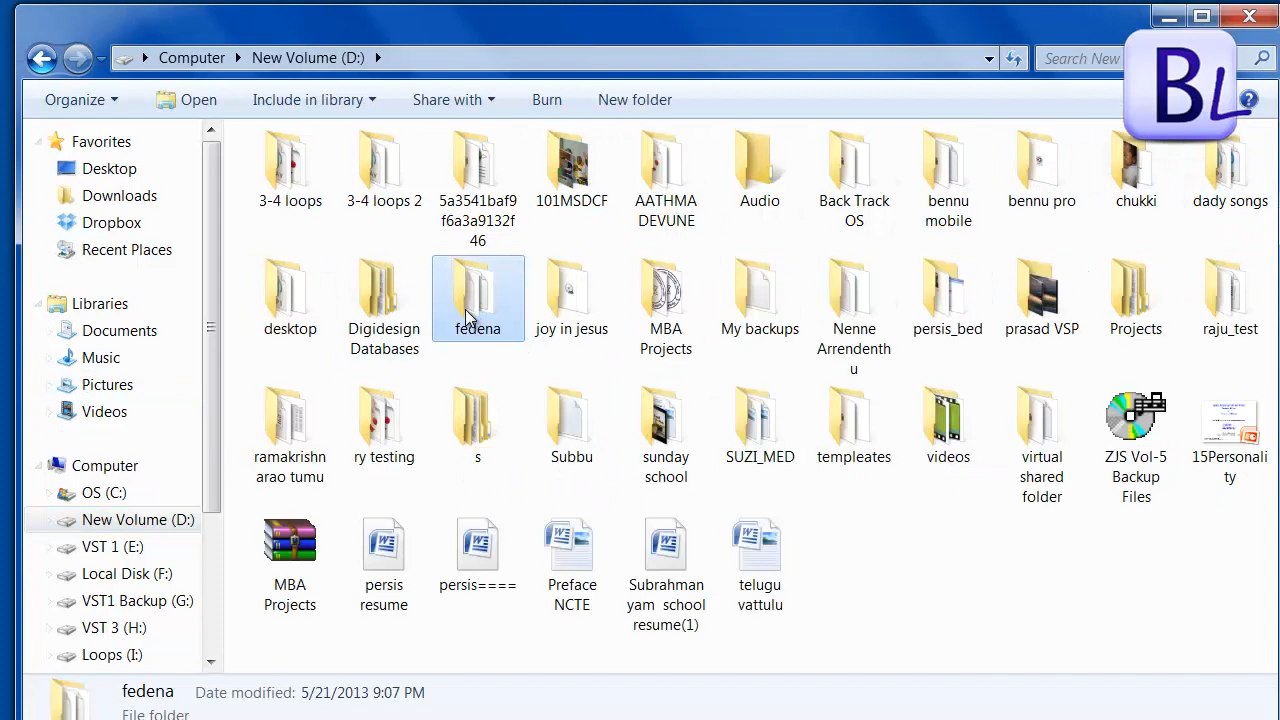 Computer
New Volume (D:)
Search New
BL
Organize
Open
Include in library
Share with
Burn
New folder
Favorites
Desktop
Downloads
Dropbox
Recent Places
Libraries
Documents
Music
Pictures
Videos
Computer
OS (C:)
New Volume (D:)
VST 1 (E:)
Local Disk (F:)
VST1 Backup (G:)
VST 3 (H:)
Loops (I:)
3-4 loops
3-4 loops 2
5a3541baf9
f6a3a9132f
46
101MSDCF
AATHMA
DEVUNE
Audio
Back Track
OS
bennu
mobile
bennu pro
chukki
dady songs
desktop
Digidesign
Databases
fedena
joy in jesus
MBA
Projects
My backups
Nenne
Arrendenth
u
persis_bed
prasad VSP
Projects
raju_test
ramakrishn
arao tumu
ry testing
s
Subbu
sunday
school
SUZI_MED
templeates
videos
virtual
shared
folder
ZJS Vol-5
Backup
Files
15Personali
ty
MBA
Projects
persis
resume
persis====
Preface
NCTE
Subrahman
yam school
resume(1)
telugu
vattulu
fedena
Date modified: 5/21/2013 9:07 PM
File folder